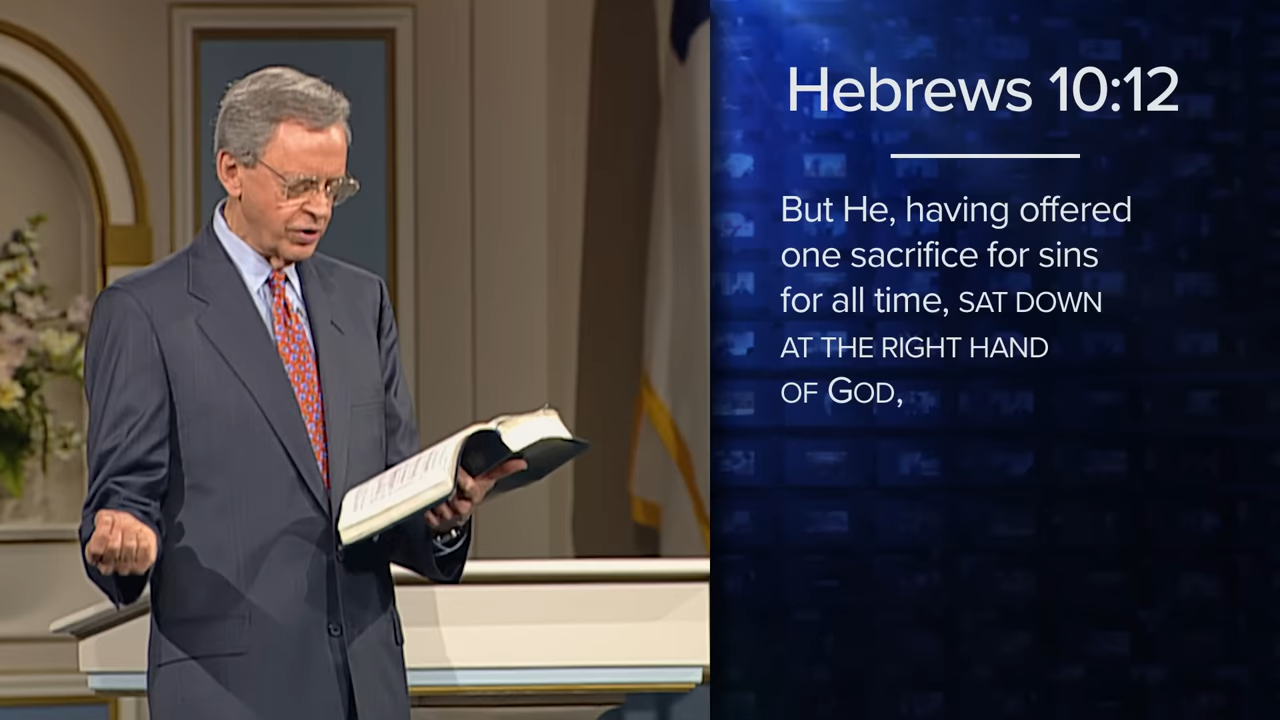 Hebrews 10:12
But He, having offered
one sacrifice for sins
for all time, SAT DOWN
AT THE RIGHT HAND
OF GOD,